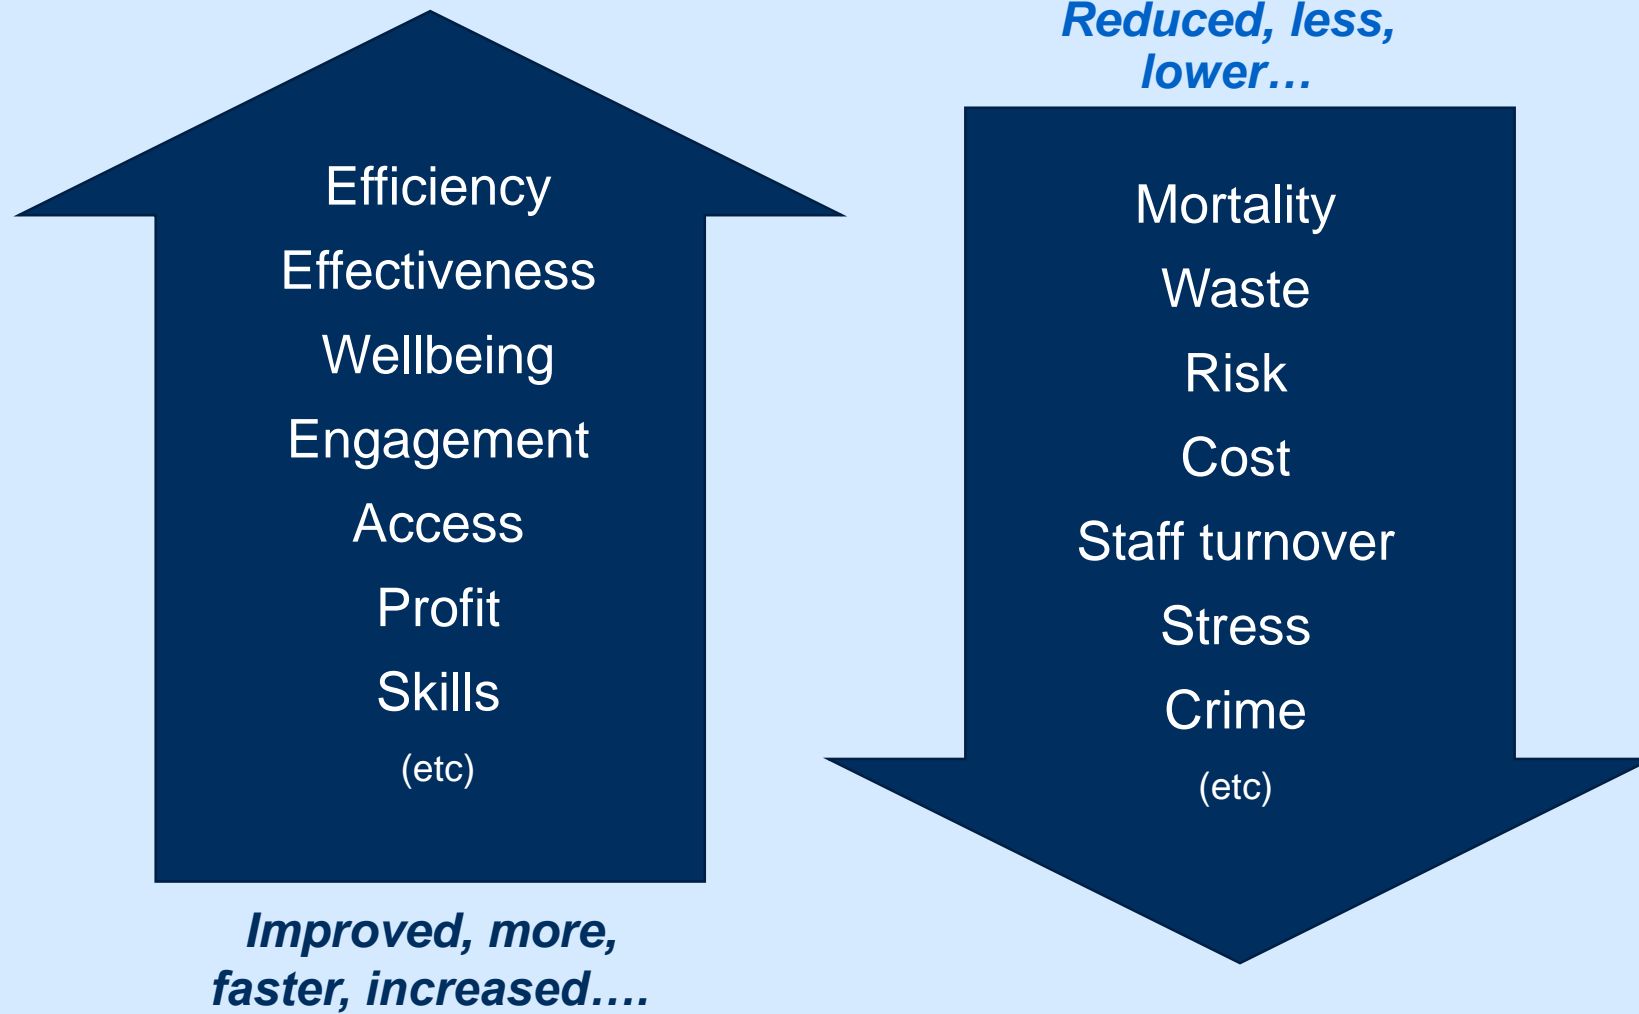 Efficiency
Effectiveness
Wellbeing
Engagement
Access
Profit
Skills
(etc)
Improved, more,
faster, increased....
Reduced, less,
lower…
Mortality
Waste
Risk
Cost
Staff turnover
Stress
Crime
(etc)